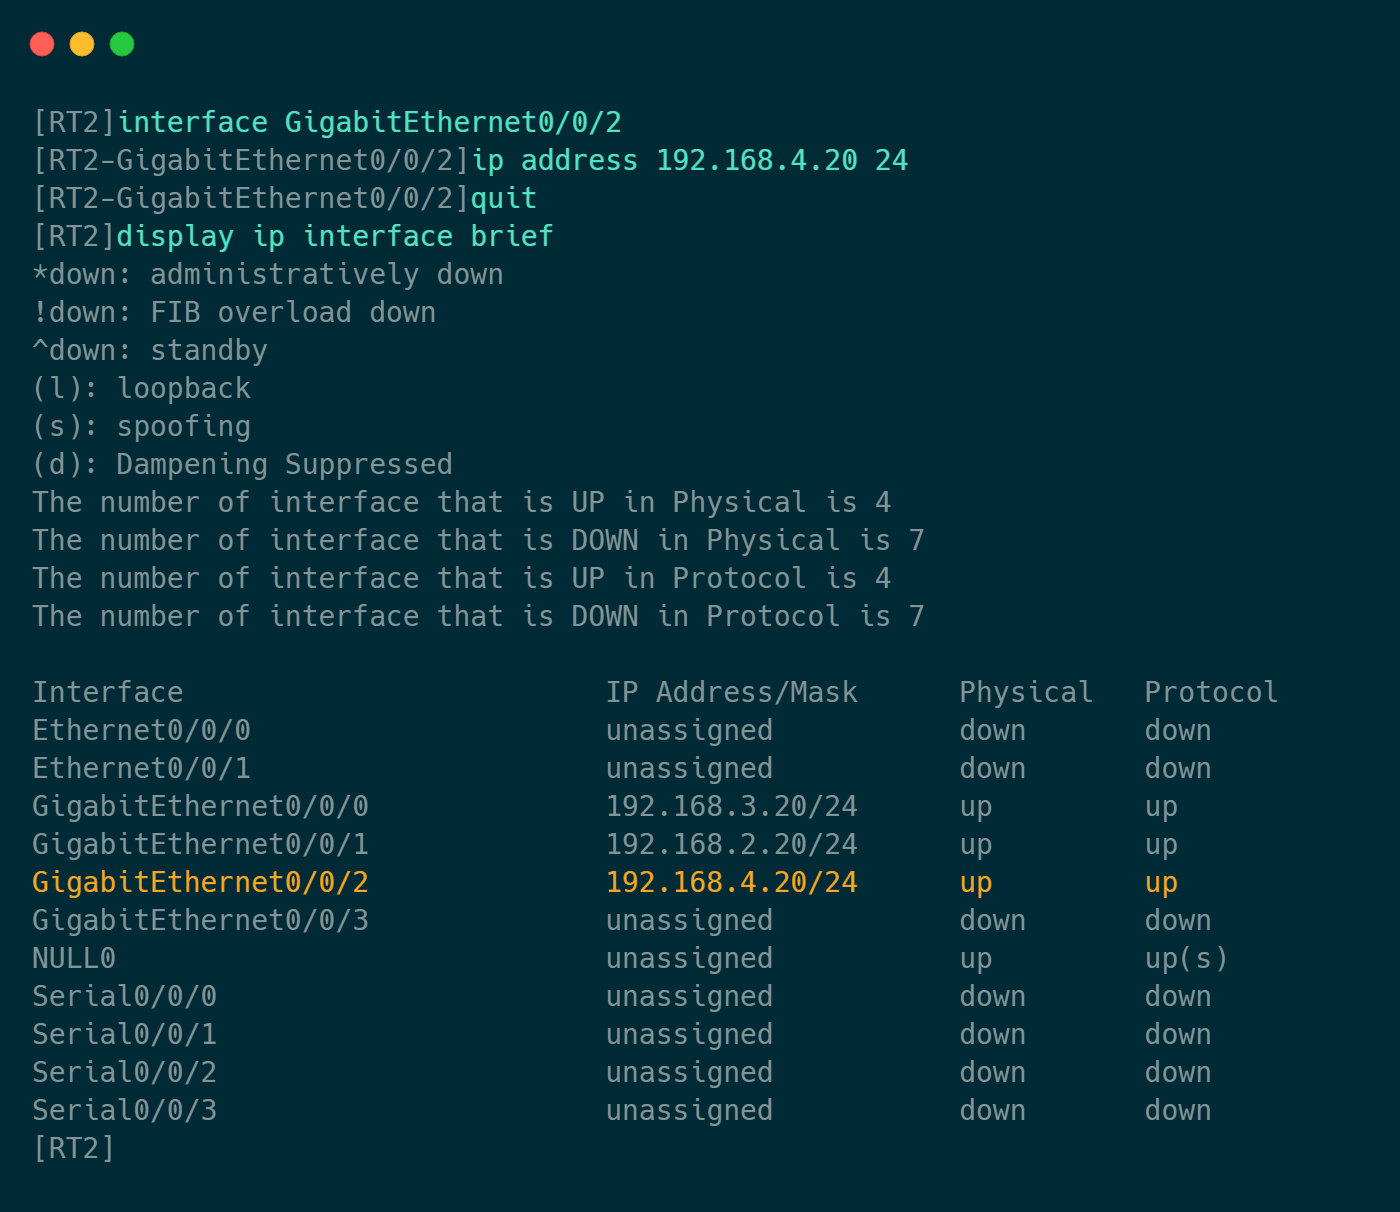 [RT2]interface GigabitEthernet0/0/2
[RT2-GigabitEthernet0/0/2]ip address 192.168.4.20 24
[RT2-GigabitEthernet0/0/2]quit
[RT2]display ip interface brief
*down: administratively down
!down: FIB overload down
^down: standby
(l): loopback
(s): spoofing
(d): Dampening Suppressed
The number of interface that is UP in Physical is 4
The number of interface that is DOWN in Physical is 7
The number of interface that is UP in Protocol is 4
The number of interface that is DOWN in Protocol is 7

Interface                         IP Address/Mask      Physical   Protocol
Ethernet0/0/0                     unassigned           down       down
Ethernet0/0/1                     unassigned           down       down
GigabitEthernet0/0/0              192.168.3.20/24      up         up
GigabitEthernet0/0/1              192.168.2.20/24      up         up
GigabitEthernet0/0/2              192.168.4.20/24      up         up
GigabitEthernet0/0/3              unassigned           down       down
NULL0                             unassigned           up         up(s)
Serial0/0/0                       unassigned           down       down
Serial0/0/1                       unassigned           down       down
Serial0/0/2                       unassigned           down       down
Serial0/0/3                       unassigned           down       down
[RT2]